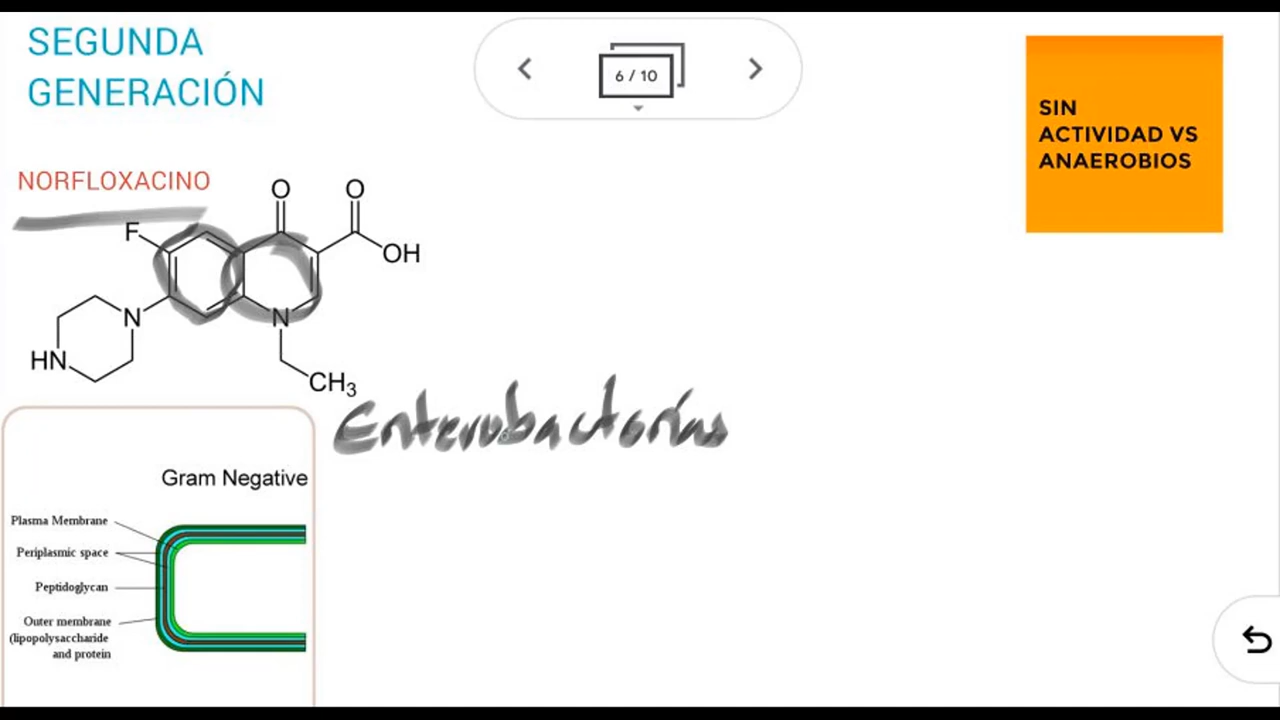 SEGUNDA
GENERACIÓN
6 / 10
SIN
ACTIVIDAD VS
ANAEROBIOS
NORFLOXACINO
O
O
F
OH
N
N
HN
CH3
Enterobacterias
Gram Negative
Plasma Membrane
Periplasmic space
Peptidoglycan
Outer membrane
(lipopolysaccharide
and protein